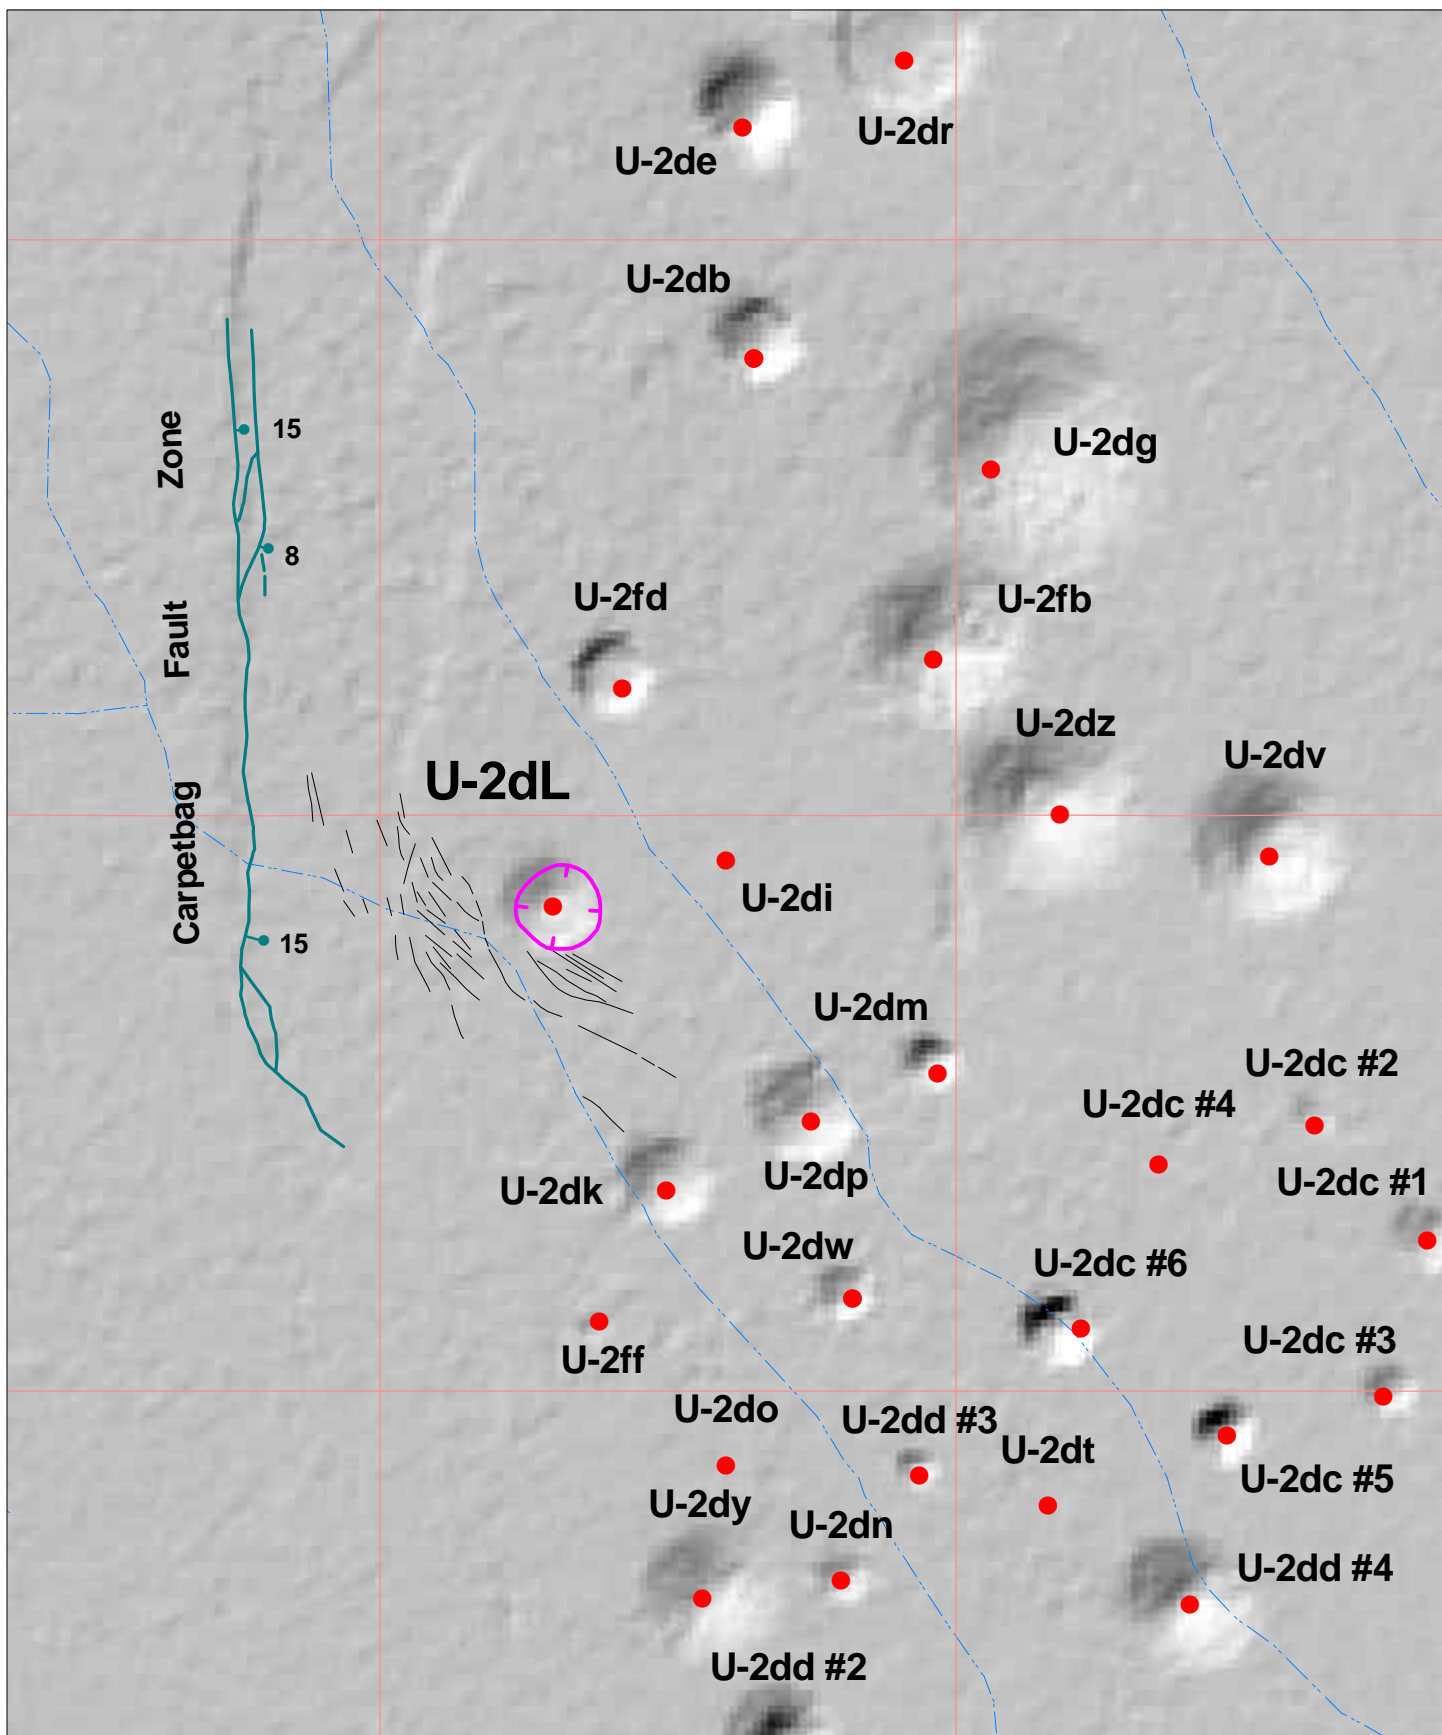 U-2dr
U-2de
U-2db
U-2dg
15
Zone
8
U-2fd
U-2fb
Fault
U-2dz
U-2dv
U-2dL
Carpetbag
U-2di
15
U-2dm
U-2dc #2
U-2dc #4
U-2dp
U-2dc #1
U-2dk
U-2dw
U-2dc #6
U-2dc #3
U-2ff
U-2do
U-2dd #3
U-2dt
U-2dc #5
U-2dy
U-2dn
U-2dd #4
U-2dd #2